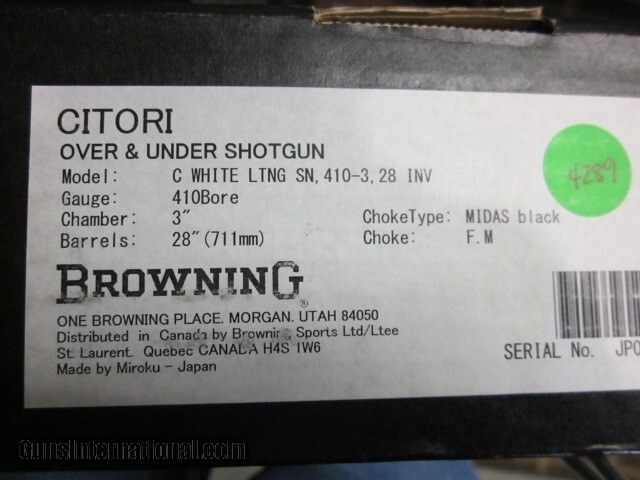 CITORI
OVER & UNDER SHOTGUN
Model: C WHITE LTNG SN, 410-3, 28 INV
Gauge: 410Bore
Chamber: 3" ChokeType: MIDAS black
Barrels: 28"(711mm) Choke: F.M
4289
BROWNING®
ONE BROWNING PLACE. MORGAN. UTAH 84050
Distributed in Canada by Browning Sports Ltd/Ltee
St. Laurent. Quebec CANADA H4S 1W6
Made by Miroku - Japan
SERIAL No. JP0
GunsInternational.com